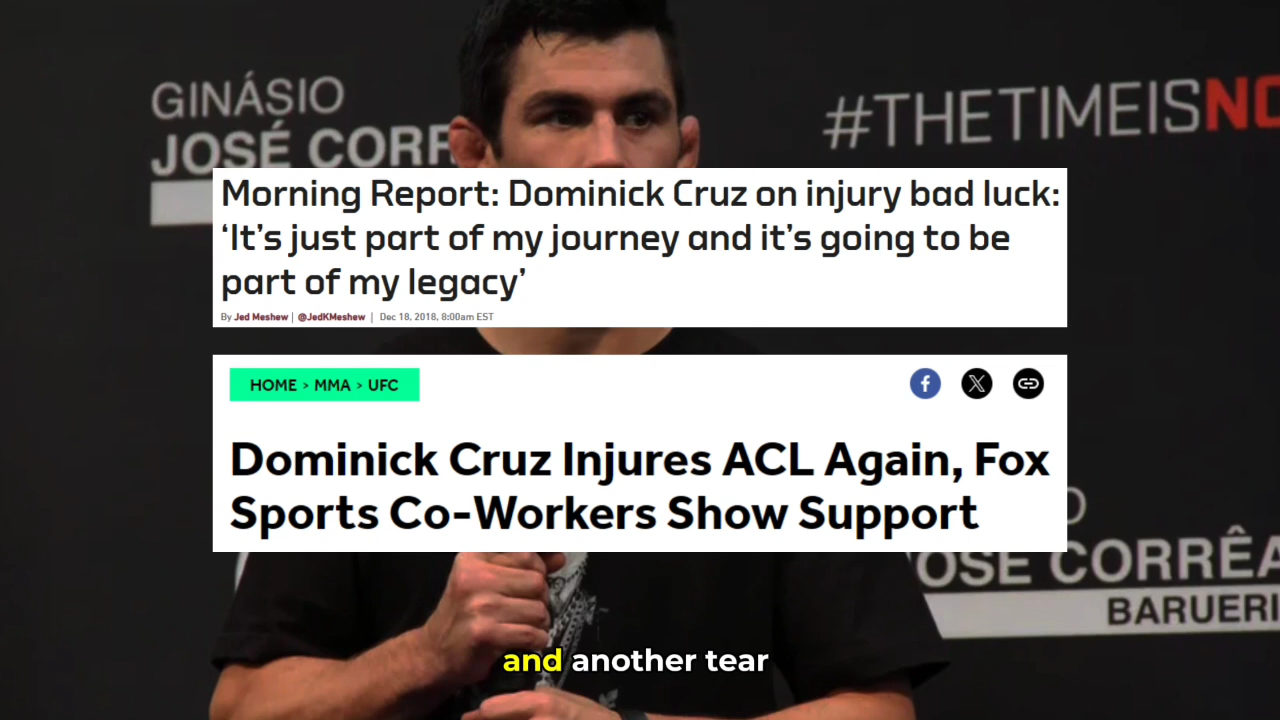 GINÁSIO
JOSÉ CORR
#THETIMEISNO
Morning Report: Dominick Cruz on injury bad luck:
‘It’s just part of my journey and it’s going to be
part of my legacy’
By Jed Meshew | @JedKMeshew | Dec 18, 2018, 8:00am EST
HOME > MMA > UFC
Dominick Cruz Injures ACL Again, Fox
Sports Co-Workers Show Support
O
OSÉ CORRÊA
BARUERI
and another tear